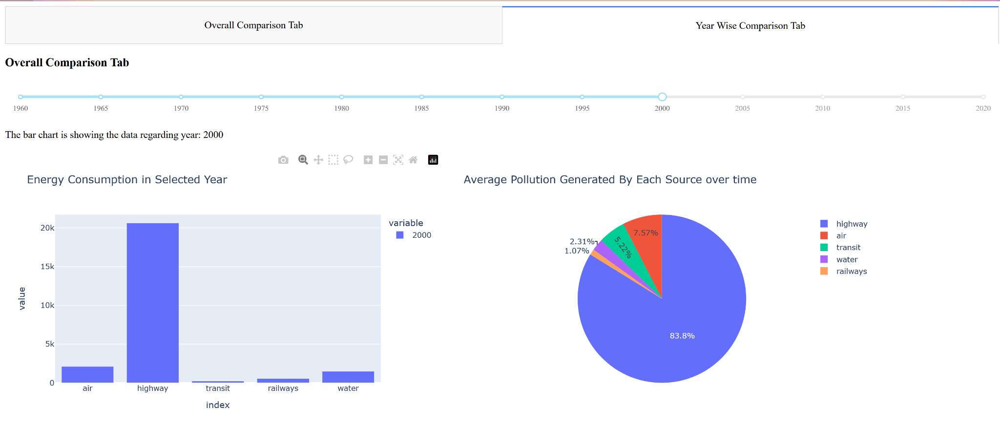 Overall Comparison Tab
Year Wise Comparison Tab
Overall Comparison Tab
1960 1965 1970 1975 1980 1985 1990 1995 2000 2005 2010 2015 2020
The bar chart is showing the data regarding year: 2000
Energy Consumption in Selected Year
variable
2000
20k
15k
10k
5k
0
value
air highway transit railways water
index
Average Pollution Generated By Each Source over time
7.57%
5.22%
2.31%
1.07%
83.8%
highway
air
transit
water
railways